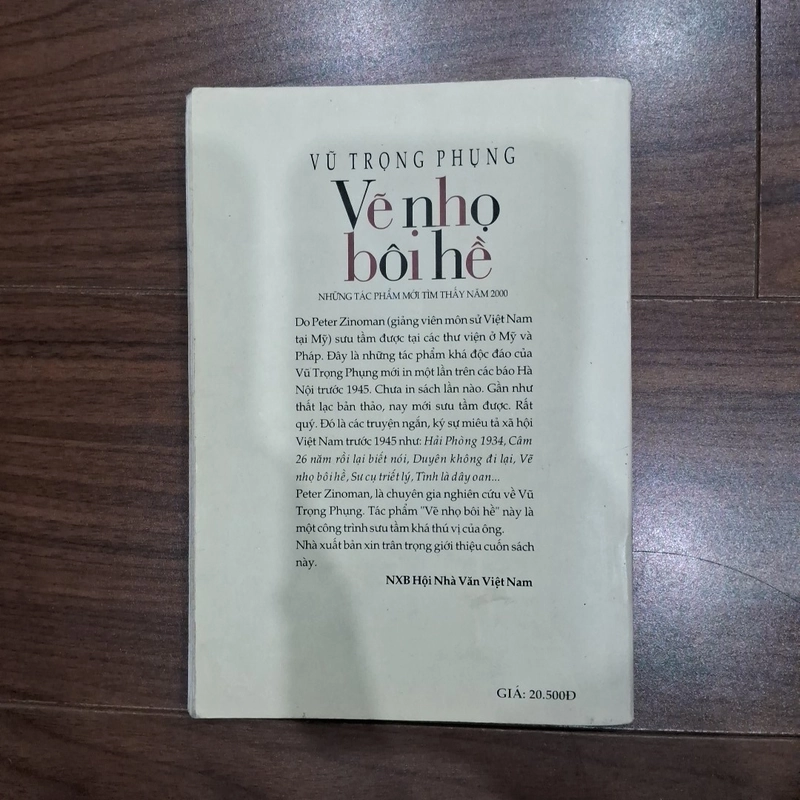 VŨ TRỌNG PHỤNG
Vẽ nhọ
bôi hề
NHỮNG TÁC PHẨM MỚI TÌM THẤY NĂM 2000
Do Peter Zinoman (giảng viên môn sử Việt Nam
tại Mỹ) sưu tầm được tại các thư viện ở Mỹ và
Pháp. Đây là những tác phẩm khá độc đáo của
Vũ Trọng Phụng mới in một lần trên các báo Hà
Nội trước 1945. Chưa in sách lần nào. Gần như
thất lạc bản thảo, nay mới sưu tầm được. Rất
quý. Đó là các truyện ngắn, ký sự miêu tả xã hội
Việt Nam trước 1945 như: Hải Phòng 1934, Câm
26 năm rồi lại biết nói, Duyên không đi lại, Vẽ
nhọ bôi hề, Sư cụ triết lý, Tình là dây oan...
Peter Zinoman, là chuyên gia nghiên cứu về Vũ
Trọng Phụng. Tác phẩm "Vẽ nhọ bôi hề" này là
một công trình sưu tầm khá thú vị của ông.
Nhà xuất bản xin trân trọng giới thiệu cuốn sách
này.
NXB Hội Nhà Văn Việt Nam
GIÁ: 20.500Đ